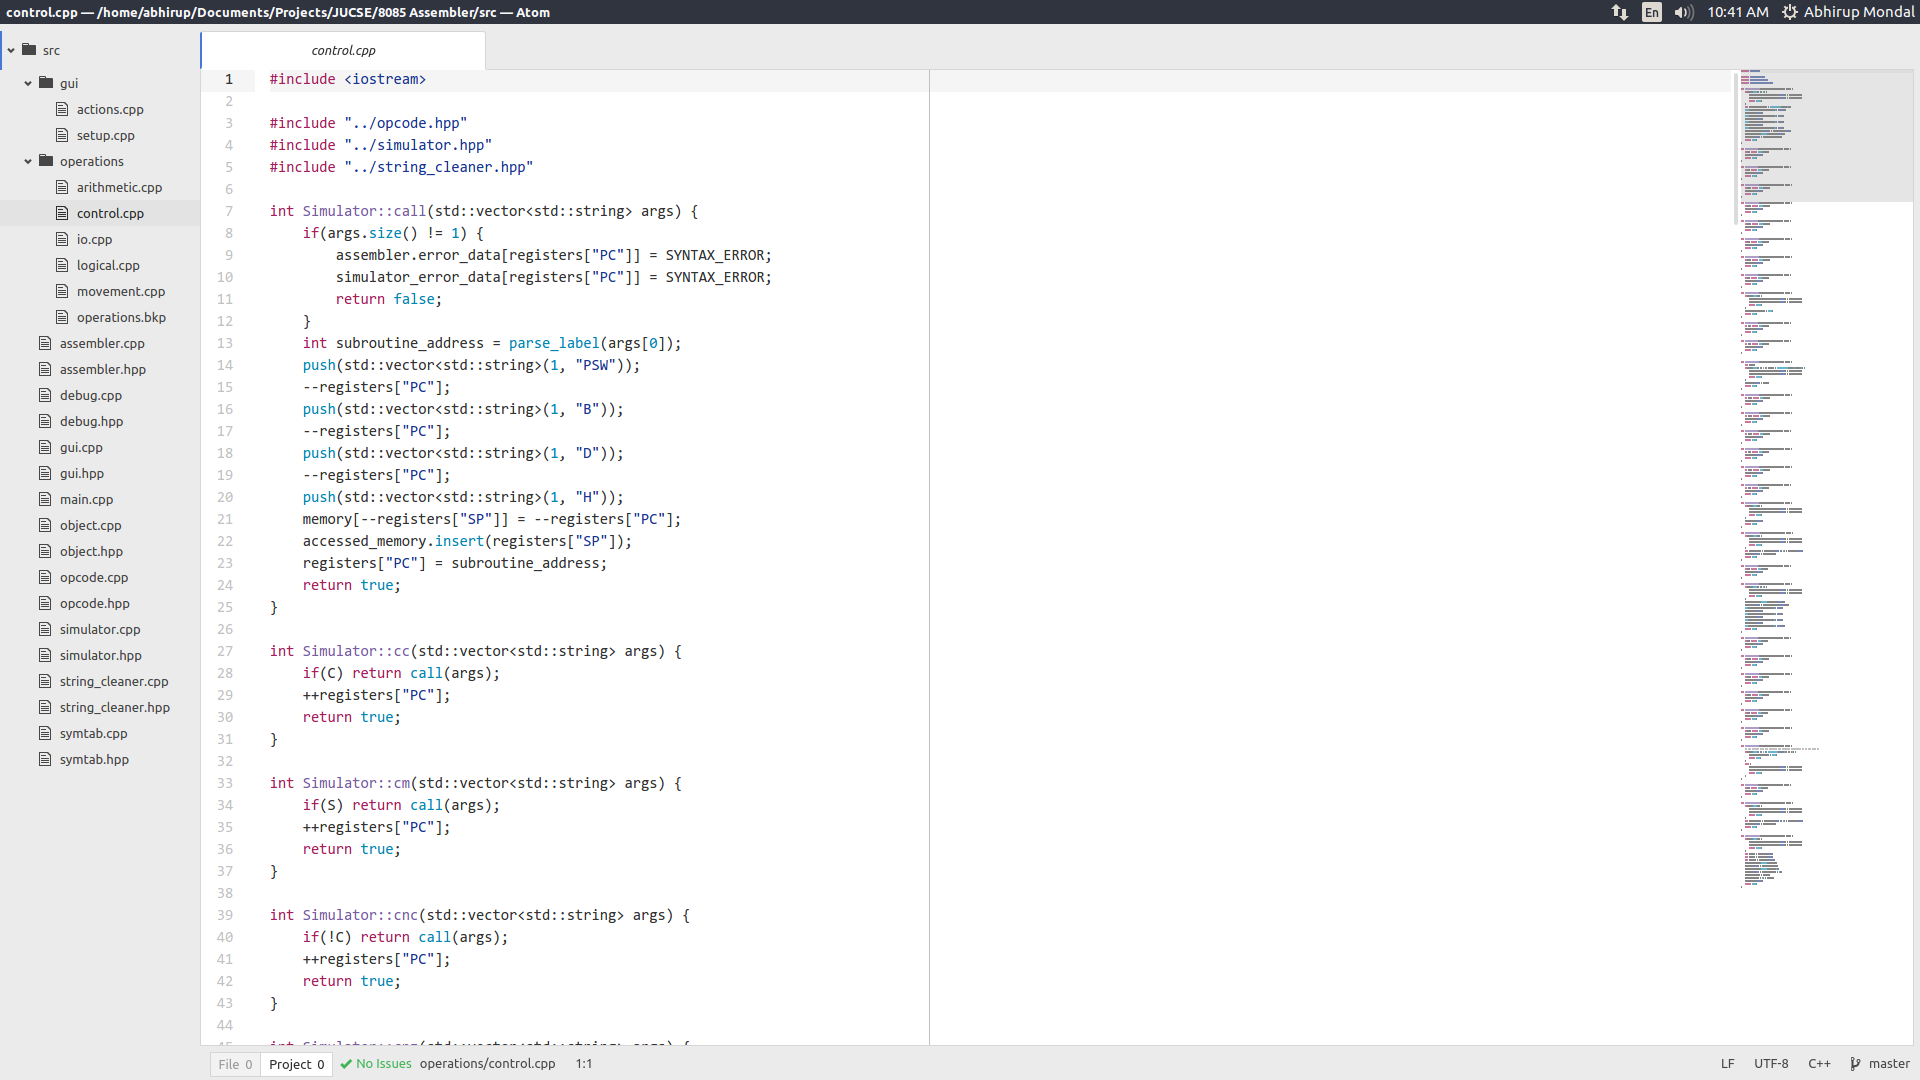 control.cpp — /home/abhirup/Documents/Projects/JUCSE/8085 Assembler/src — Atom
En 10:41 AM Abhirup Mondal
src
gui
actions.cpp
setup.cpp
operations
arithmetic.cpp
control.cpp
io.cpp
logical.cpp
movement.cpp
operations.bkp
assembler.cpp
assembler.hpp
debug.cpp
debug.hpp
gui.cpp
gui.hpp
main.cpp
object.cpp
object.hpp
opcode.cpp
opcode.hpp
simulator.cpp
simulator.hpp
string_cleaner.cpp
string_cleaner.hpp
symtab.cpp
symtab.hpp
control.cpp
1 #include <iostream>
2
3 #include "../opcode.hpp"
4 #include "../simulator.hpp"
5 #include "../string_cleaner.hpp"
6
7 int Simulator::call(std::vector<std::string> args) {
8     if(args.size() != 1) {
9         assembler.error_data[registers["PC"]] = SYNTAX_ERROR;
10         simulator_error_data[registers["PC"]] = SYNTAX_ERROR;
11         return false;
12     }
13     int subroutine_address = parse_label(args[0]);
14     push(std::vector<std::string>(1, "PSW"));
15     --registers["PC"];
16     push(std::vector<std::string>(1, "B"));
17     --registers["PC"];
18     push(std::vector<std::string>(1, "D"));
19     --registers["PC"];
20     push(std::vector<std::string>(1, "H"));
21     memory[--registers["SP"]] = --registers["PC"];
22     accessed_memory.insert(registers["SP"]);
23     registers["PC"] = subroutine_address;
24     return true;
25 }
26
27 int Simulator::cc(std::vector<std::string> args) {
28     if(C) return call(args);
29     ++registers["PC"];
30     return true;
31 }
32
33 int Simulator::cm(std::vector<std::string> args) {
34     if(S) return call(args);
35     ++registers["PC"];
36     return true;
37 }
38
39 int Simulator::cnc(std::vector<std::string> args) {
40     if(!C) return call(args);
41     ++registers["PC"];
42     return true;
43 }
44
File 0 Project 0 No Issues operations/control.cpp 1:1 LF UTF-8 C++ master